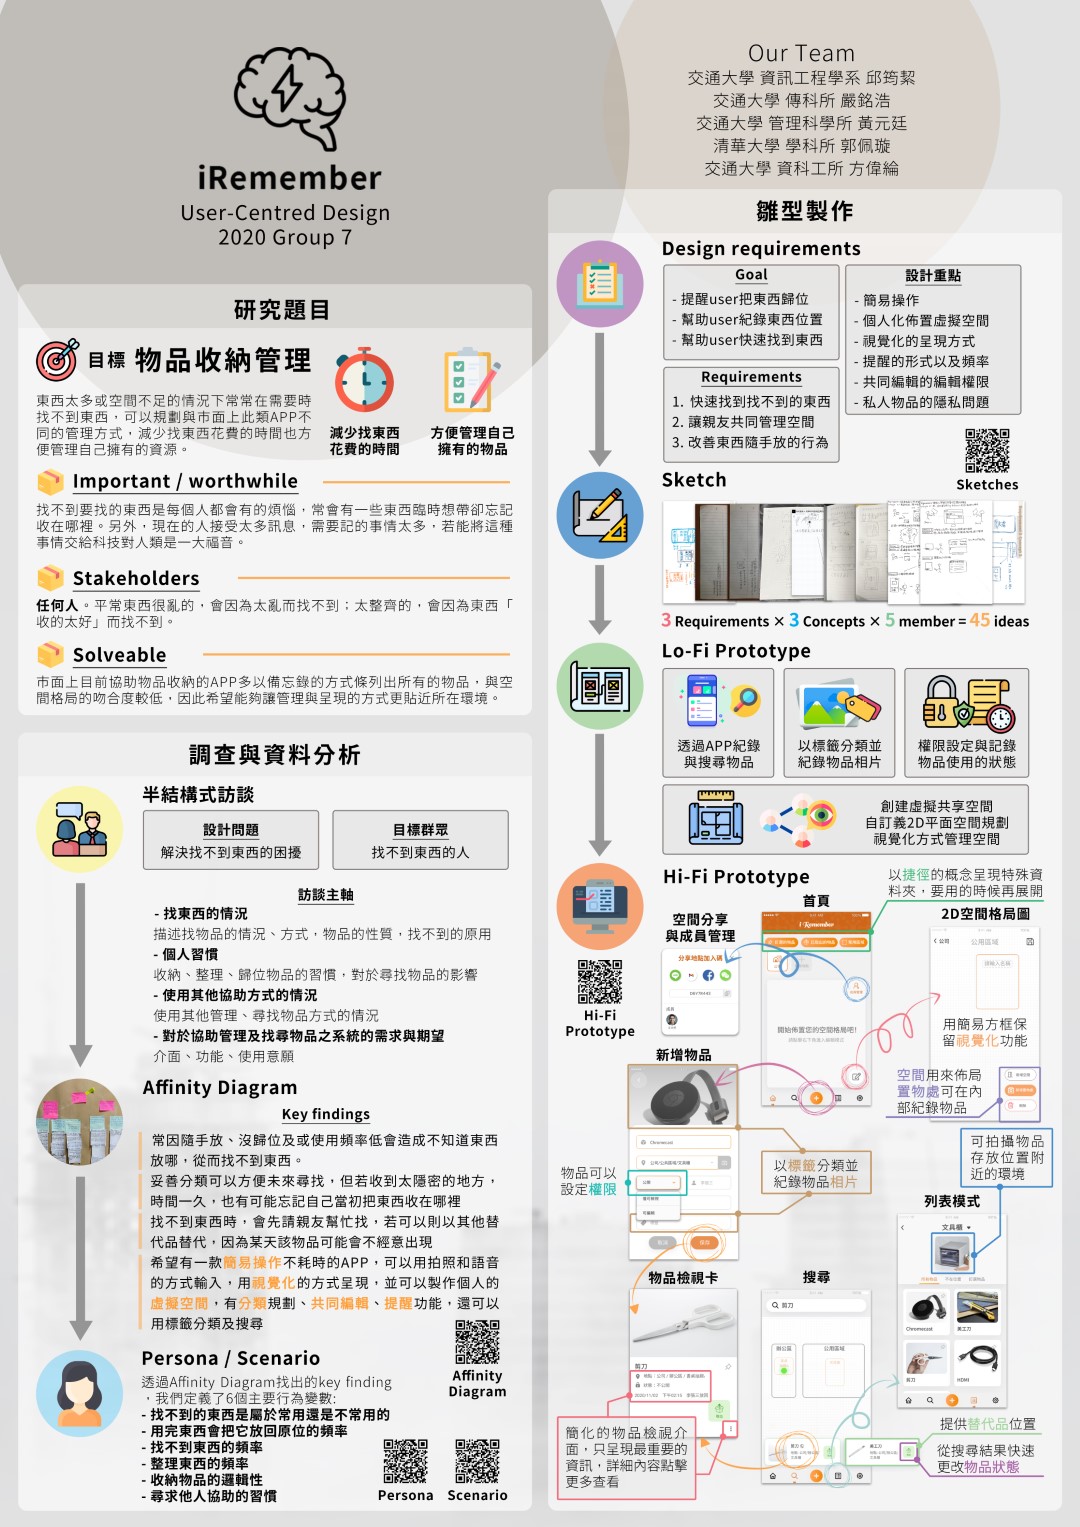 iRemember
User-Centred Design
2020 Group 7
Our Team
交通大學 資訊工程學系 邱筠絜
交通大學 傳科所 嚴銘浩
交通大學 管理科學所 黃元廷
清華大學 學科所 郭佩璇
交通大學 資科工所 方偉綸
研究題目
目標 物品收納管理
東西太多或空間不足的情況下常常在需要時
找不到東西，可以規劃與市面上此類APP不
同的管理方式，減少找東西花費的時間也方
便管理自己擁有的資源。
減少找東西
花費的時間
方便管理自己
擁有的物品
Important / worthwhile
找不到要找的東西是每個人都會有的煩惱，常會有一些東西臨時想帶卻忘記
收在哪裡。另外，現在的人接受太多訊息，需要記的事情太多，若能將這種
事情交給科技對人類是一大福音。
Stakeholders
任何人。平常東西很亂的，會因為太亂而找不到；太整齊的，會因為東西「
收的太好」而找不到。
Solveable
市面上目前協助物品收納的APP多以備忘錄的方式條列出所有的物品，與空
間格局的吻合度較低，因此希望能夠讓管理與呈現的方式更貼近所在環境。
調查與資料分析
半結構式訪談
設計問題
解決找不到東西的困擾
目標群眾
找不到東西的人
訪談主軸
- 找東西的情況
描述找物品的情況、方式，物品的性質，找不到的原用
- 個人習慣
收納、整理、歸位物品的習慣，對於尋找物品的影響
- 使用其他協助方式的情況
使用其他管理、尋找物品方式的情況
- 對於協助管理及找尋物品之系統的需求與期望
介面、功能、使用意願
Affinity Diagram
Key findings
常因隨手放、沒歸位及或使用頻率低會造成不知道東西
放哪，從而找不到東西。
妥善分類可以方便未來尋找，但若收到太隱密的地方，
時間一久，也有可能忘記自己當初把東西收在哪裡
找不到東西時，會先請親友幫忙找，若可以則以其他替
代品替代，因為某天該物品可能會不經意出現
希望有一款簡易操作不耗時的APP，可以用拍照和語音
的方式輸入，用視覺化的方式呈現，並可以製作個人的
虛擬空間，有分類規劃、共同編輯、提醒功能，還可以
用標籤分類及搜尋
Affinity
Diagram
Persona / Scenario
透過Affinity Diagram找出的key finding
，我們定義了6個主要行為變數:
- 找不到的東西是屬於常用還是不常用的
- 用完東西會把它放回原位的頻率
- 找不到東西的頻率
- 整理東西的頻率
- 收納物品的邏輯性
- 尋求他人協助的習慣
Persona
Scenario
雛型製作
Design requirements
Goal
- 提醒user把東西歸位
- 幫助user紀錄東西位置
- 幫助user快速找到東西
Requirements
1. 快速找到找不到的東西
2. 讓親友共同管理空間
3. 改善東西隨手放的行為
設計重點
- 簡易操作
- 個人化佈置虛擬空間
- 視覺化的呈現方式
- 提醒的形式以及頻率
- 共同編輯的編輯權限
- 私人物品的隱私問題
Sketches
Sketch
3 Requirements × 3 Concepts × 5 member = 45 ideas
Lo-Fi Prototype
透過APP紀錄
與搜尋物品
以標籤分類並
紀錄物品相片
權限設定與記錄
物品使用的狀態
創建虛擬共享空間
自訂義2D平面空間規劃
視覺化方式管理空間
Hi-Fi Prototype
以捷徑的概念呈現特殊資
料夾，要用的時候再展開
Hi-Fi
Prototype
空間分享
與成員管理
分享地點加入碼
首頁
i Remember
開始佈置您的空間格局吧!
2D空間格局圖
公司
公用區域
用簡易方框保
留視覺化功能
空間用來佈局
置物處可在內
部紀錄物品
新增物品
Chromecast
物品可以
設定權限
以標籤分類並
紀錄物品相片
可拍攝物品
存放位置附
近的環境
列表模式
文具櫃
Chromecast
美工刀
剪刀
HDMI
物品檢視卡
剪刀
搜尋
剪刀
辦公區
公用區域
簡化的物品檢視介
面，只呈現最重要的
資訊，詳細內容點擊
更多查看
提供替代品位置
從搜尋結果快速
更改物品狀態